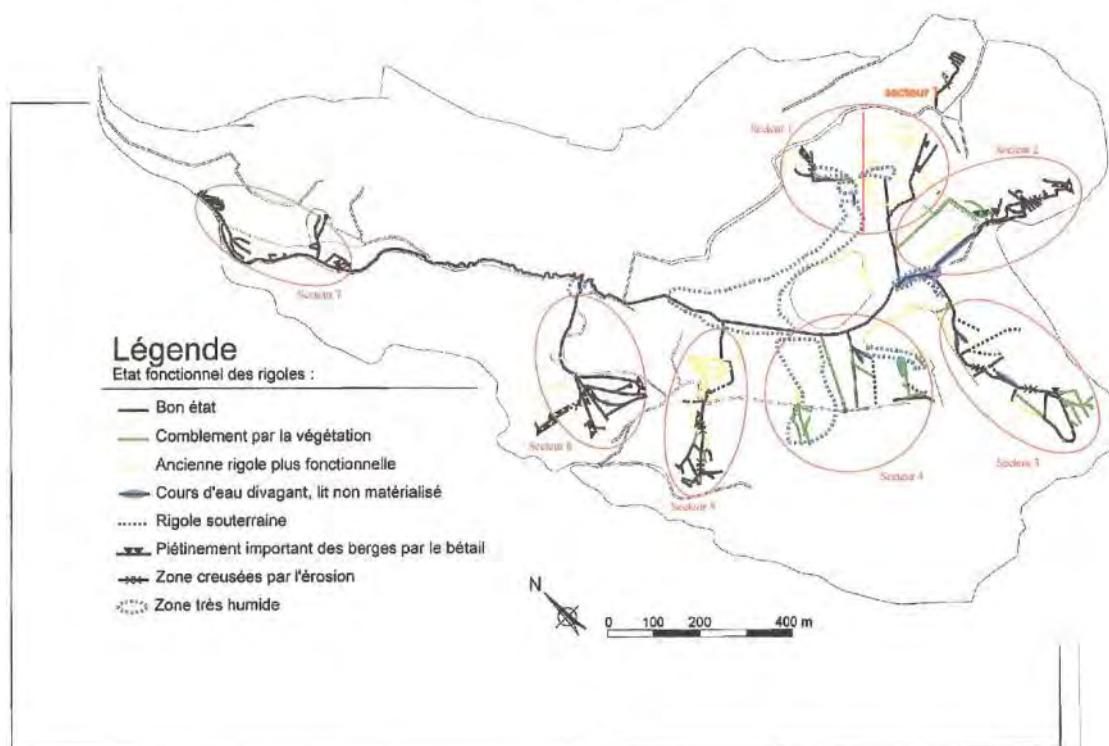 secteur 1
Secteur 1
Secteur 2
Secteur 7
Légende
Etat fonctionnel des rigoles :
Bon état
Comblement par la végétation
Ancienne rigole plus fonctionnelle
Cours d'eau divagant, lit non matérialisé
Rigole souterraine
Piétinement important des berges par le bétail
Zone creusées par l'érosion
Zone très humide
Secteur 4
Secteur 3
N
0 100 200 400 m